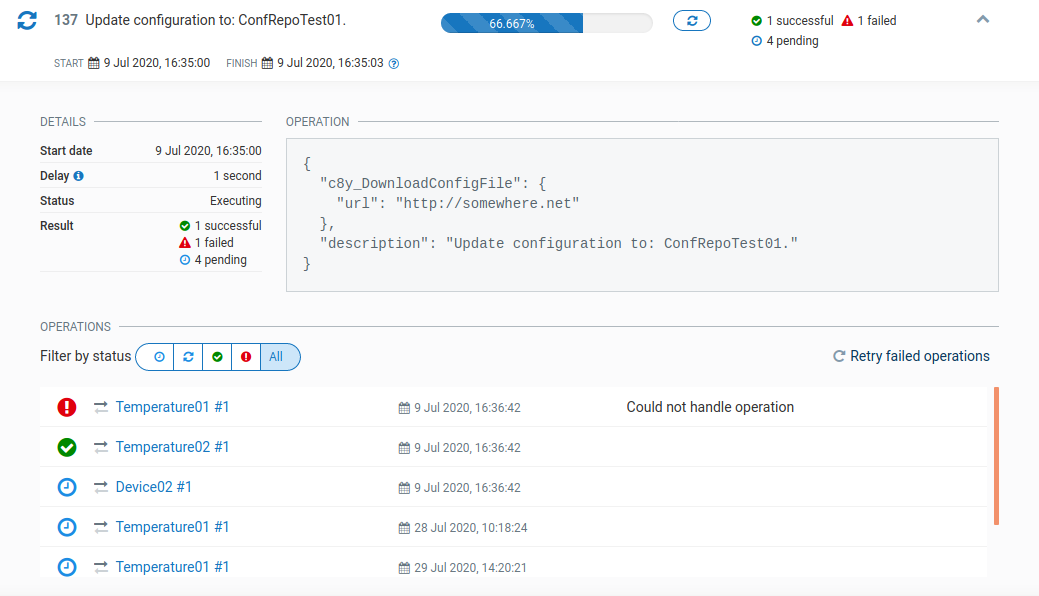 137 Update configuration to: ConfRepoTest01. 66.667% 1 successful 1 failed
4 pending
START 9 Jul 2020, 16:35:00 FINISH 9 Jul 2020, 16:35:03
DETAILS
Start date 9 Jul 2020, 16:35:00
Delay 1 second
Status Executing
Result 1 successful
1 failed
4 pending
OPERATION
{
"c8y_DownloadConfigFile": {
"url": "http://somewhere.net"
},
"description": "Update configuration to: ConfRepoTest01."
}
OPERATIONS
Filter by status All Retry failed operations
Temperature01 #1 9 Jul 2020, 16:36:42 Could not handle operation
Temperature02 #1 9 Jul 2020, 16:36:42
Device02 #1 9 Jul 2020, 16:36:42
Temperature01 #1 28 Jul 2020, 10:18:24
Temperature01 #1 29 Jul 2020, 14:20:21